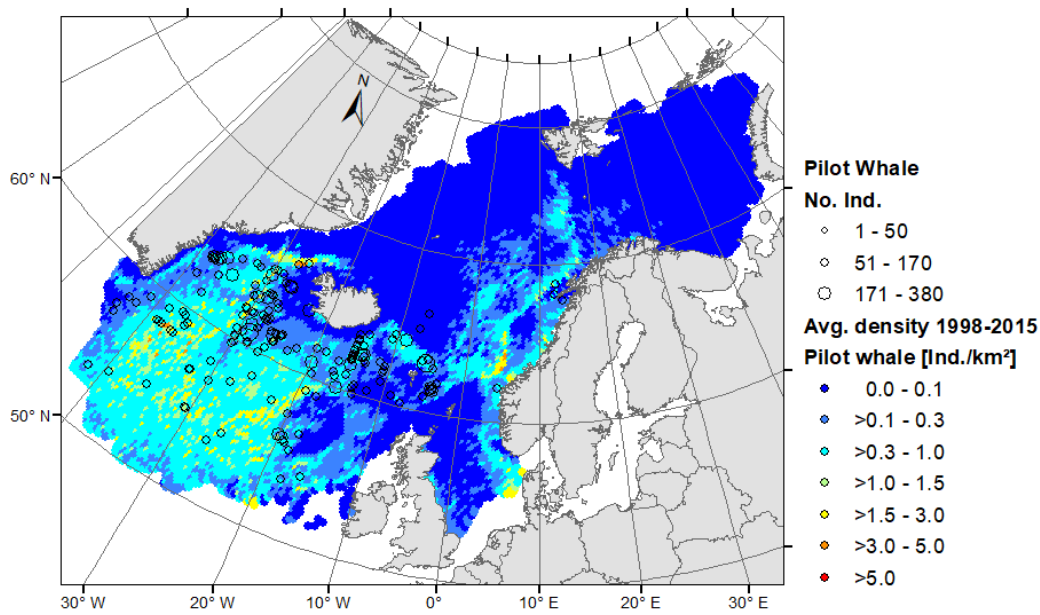 N
60° N
50° N
30° W
20° W
10° W
0°
10° E
20° E
30° E
Pilot Whale
No. Ind.
1 - 50
51 - 170
171 - 380
Avg. density 1998-2015
Pilot whale [Ind./km²]
0.0 - 0.1
>0.1 - 0.3
>0.3 - 1.0
>1.0 - 1.5
>1.5 - 3.0
>3.0 - 5.0
>5.0